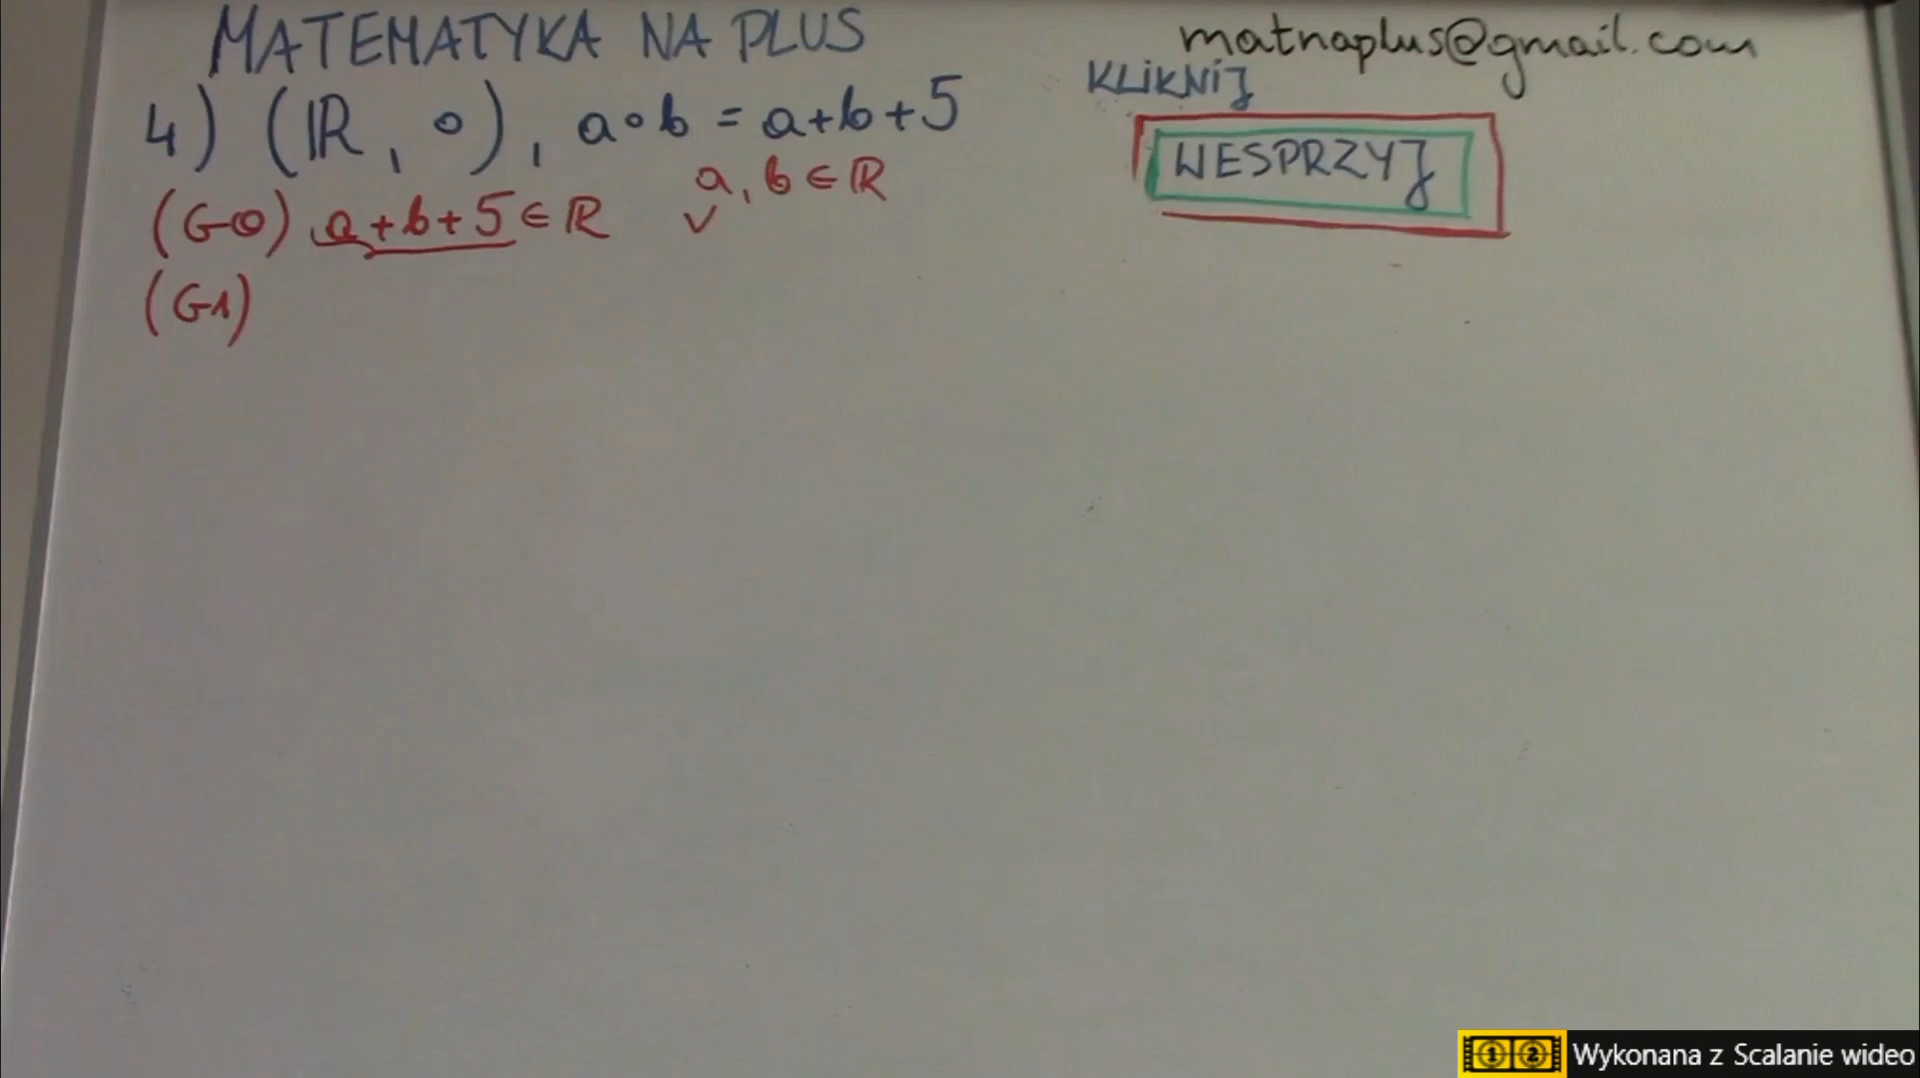 MATEMATYKA NA PLUS
matnaplus@gmail.com
KLIKNIJ
WESPRZYJ
4) (ℝ, ∘), a∘b = a+b+5
a, b ∈ ℝ
(G0) a+b+5 ∈ ℝ ✓
(G1)
Wykonana z Scalanie wideo